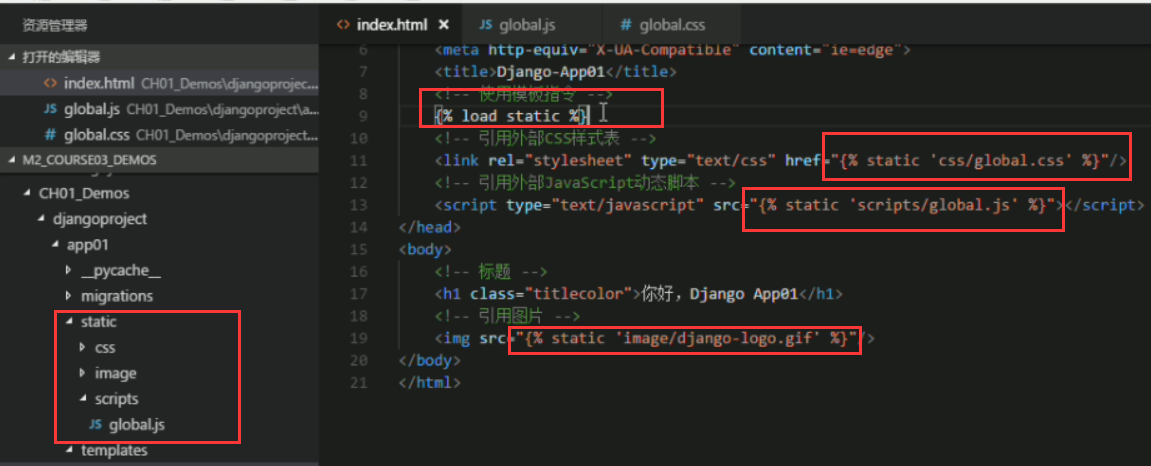 资源管理器
打开的编辑器
index.html CH01_Demos\djangoprojec...
JS global.js CH01_Demos\djangoproject\a...
# global.css CH01_Demos\djangoproject...
M2_COURSE03_DEMOS
CH01_Demos
djangoproject
app01
__pycache__
migrations
static
css
image
scripts
JS global.js
templates
<> index.html ×
JS global.js
# global.css
6 <meta http-equiv="X-UA-Compatible" content="ie=edge">
7 <title>Django-App01</title>
8 <!-- 使用模板指令 -->
9 {% load static %}
10 <!-- 引用外部CSS样式表 -->
11 <link rel="stylesheet" type="text/css" href="{% static 'css/global.css' %}"/>
12 <!-- 引用外部JavaScript动态脚本 -->
13 <script type="text/javascript" src="{% static 'scripts/global.js' %}"></script>
14 </head>
15 <body>
16 <!-- 标题 -->
17 <h1 class="titlecolor">你好，Django App01</h1>
18 <!-- 引用图片 -->
19 <img src="{% static 'image/django-logo.gif' %}"/>
20 </body>
21 </html>